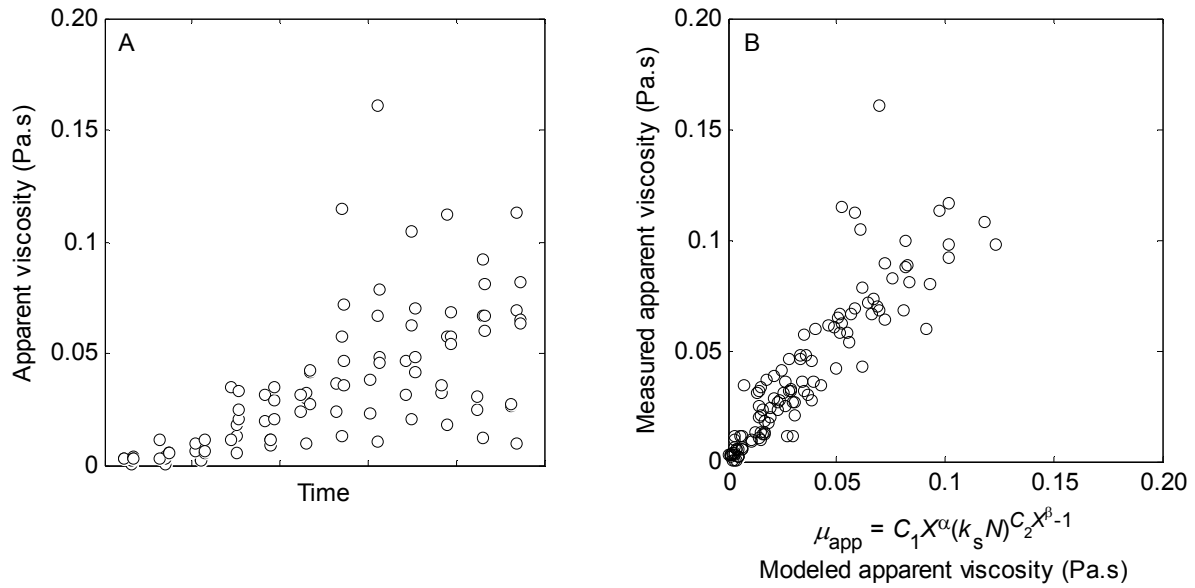 A
Apparent viscosity (Pa.s)
0.20
0.15
0.1
0.05
0
Time
B
Measured apparent viscosity (Pa.s)
0.20
0.15
0.1
0.05
0
0 0.05 0.1 0.15 0.20
μapp = C1Xα(ksN)C2Xβ-1
Modeled apparent viscosity (Pa.s)